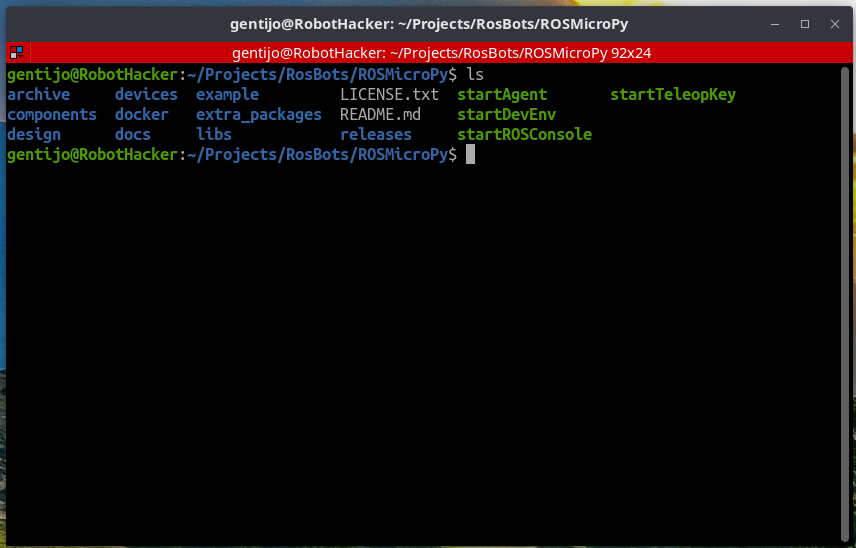 gentijo@RobotHacker: ~/Projects/RosBots/ROSMicroPy
gentijo@RobotHacker: ~/Projects/RosBots/ROSMicroPy 92x24
gentijo@RobotHacker:~/Projects/RosBots/ROSMicroPy$ ls
archive devices example LICENSE.txt startAgent startTeleopKey
components docker extra_packages README.md startDevEnv
design docs libs releases startROSConsole
gentijo@RobotHacker:~/Projects/RosBots/ROSMicroPy$